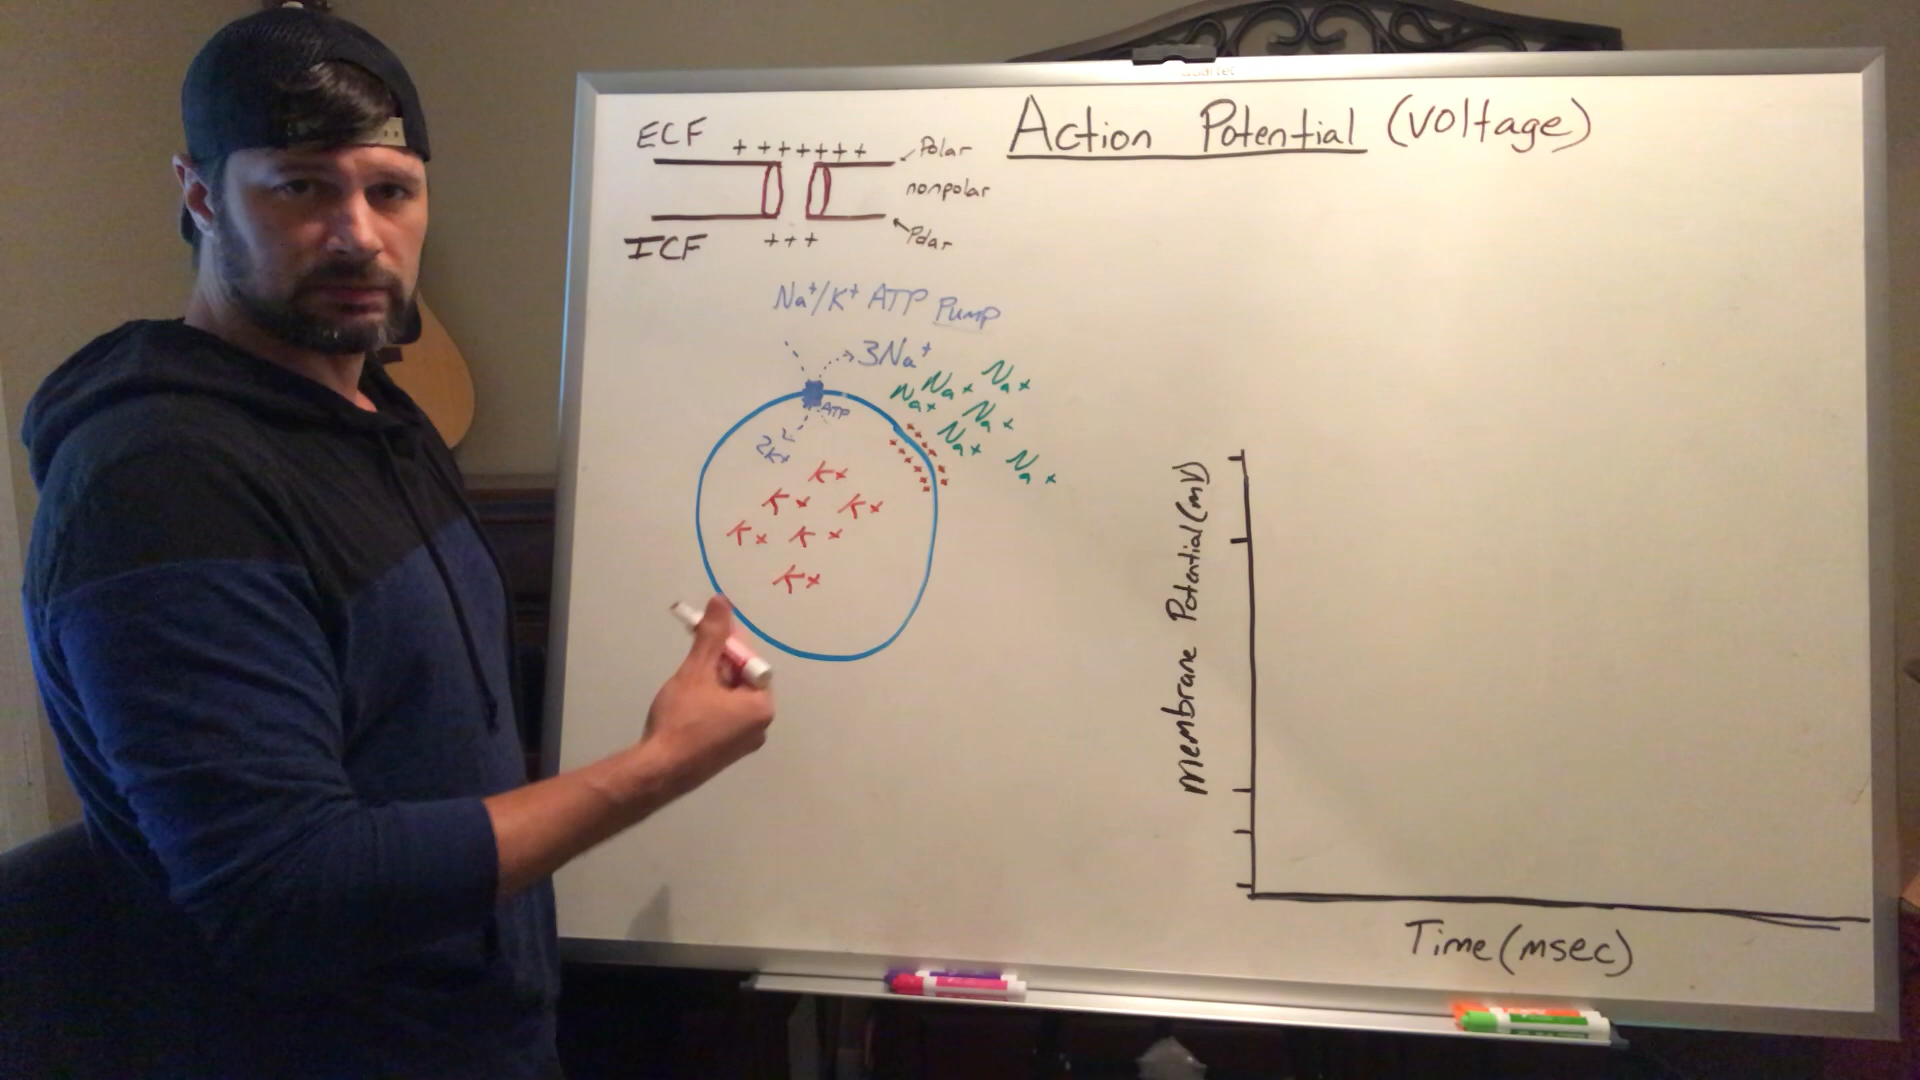 Action Potential (voltage)
ECF
+ + + + + + +
Polar
nonpolar
Polar
ICF
+ + +
Na+/K+ ATP Pump
3Na+
ATP
2K+
Na+ Na+ Na+
Na+
Na+
Na+
K+
K+ K+
K+ K+
K+
Membrane Potential (mV)
Time (msec)